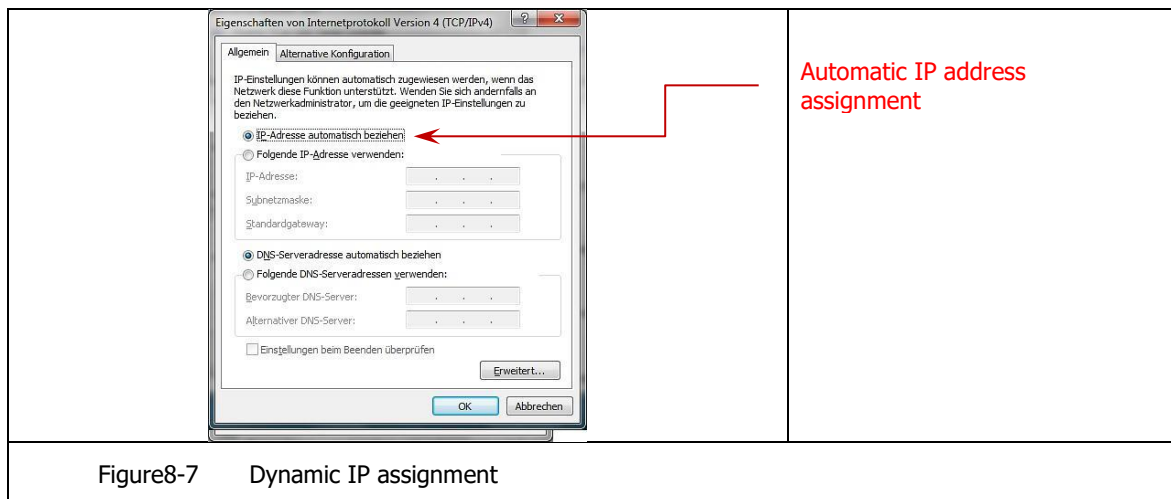 Eigenschaften von Internetprotokoll Version 4 (TCP/IPv4)
Allgemein
Alternative Konfiguration
IP-Einstellungen können automatisch zugewiesen werden, wenn das
Netzwerk diese Funktion unterstützt. Wenden Sie sich andernfalls an
den Netzwerkadministrator, um die geeigneten IP-Einstellungen zu
beziehen.
IP-Adresse automatisch beziehen
Folgende IP-Adresse verwenden:
IP-Adresse:
Subnetzmaske:
Standardgateway:
DNS-Serveradresse automatisch beziehen
Folgende DNS-Serveradressen verwenden:
Bevorzugter DNS-Server:
Alternativer DNS-Server:
Einstellungen beim Beenden überprüfen
Erweitert...
OK
Abbrechen
Automatic IP address
assignment
Figure8-7 Dynamic IP assignment